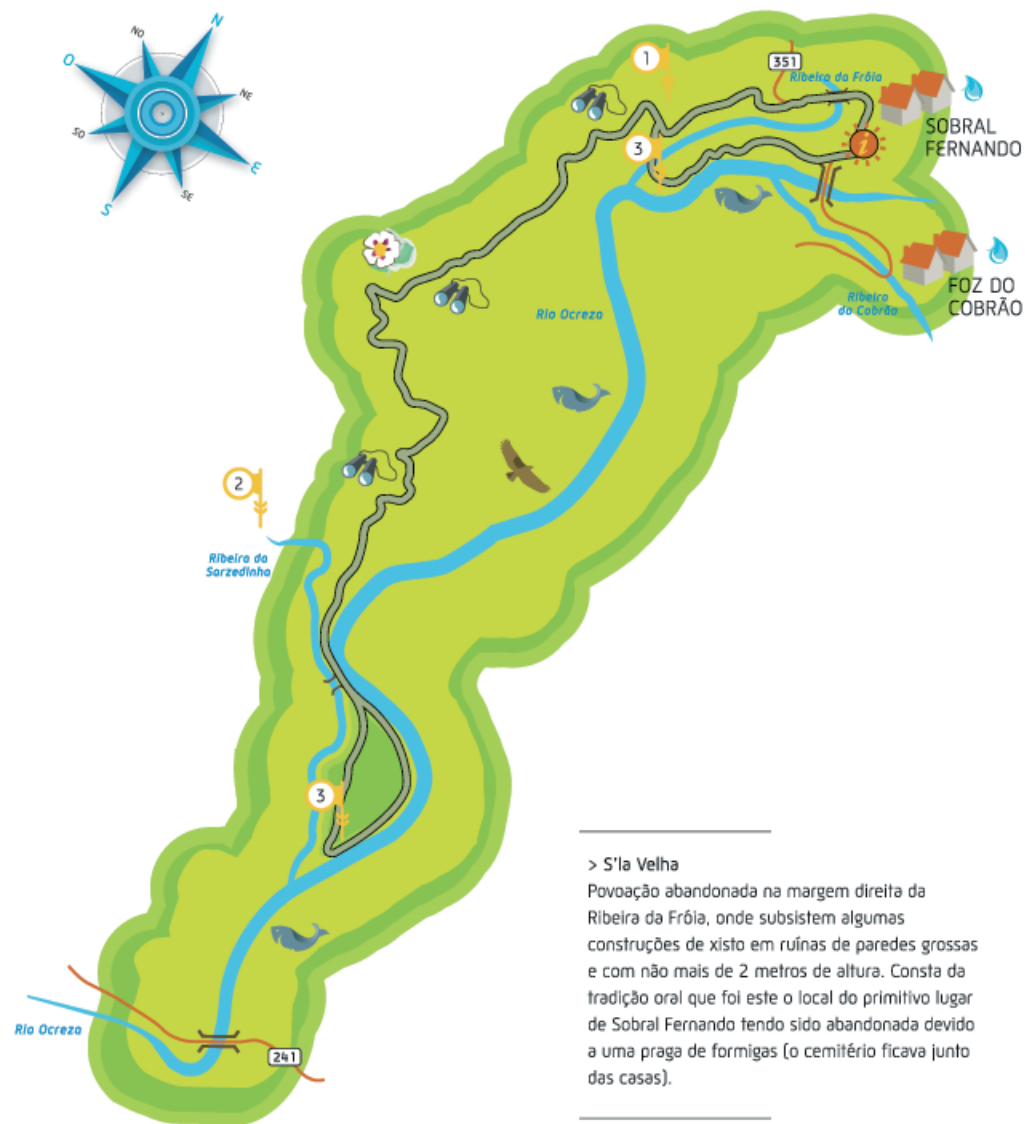 N
NO
NE
O
E
SO
SE
S
1
351
Ribeira da Fróia
SOBRAL
FERNANDO
i
3
FOZ DO
COBRÃO
Ribeiro
do Cobrão
Rio Ocreza
2
Ribeira da
Sarzedinha
3
> S'la Velha
Povoação abandonada na margem direita da
Ribeira da Fróia, onde subsistem algumas
construções de xisto em ruínas de paredes grossas
e com não mais de 2 metros de altura. Consta da
tradição oral que foi este o local do primitivo lugar
de Sobral Fernando tendo sido abandonada devido
a uma praga de formigas (o cemitério ficava junto
das casas).
Rio Ocreza
241